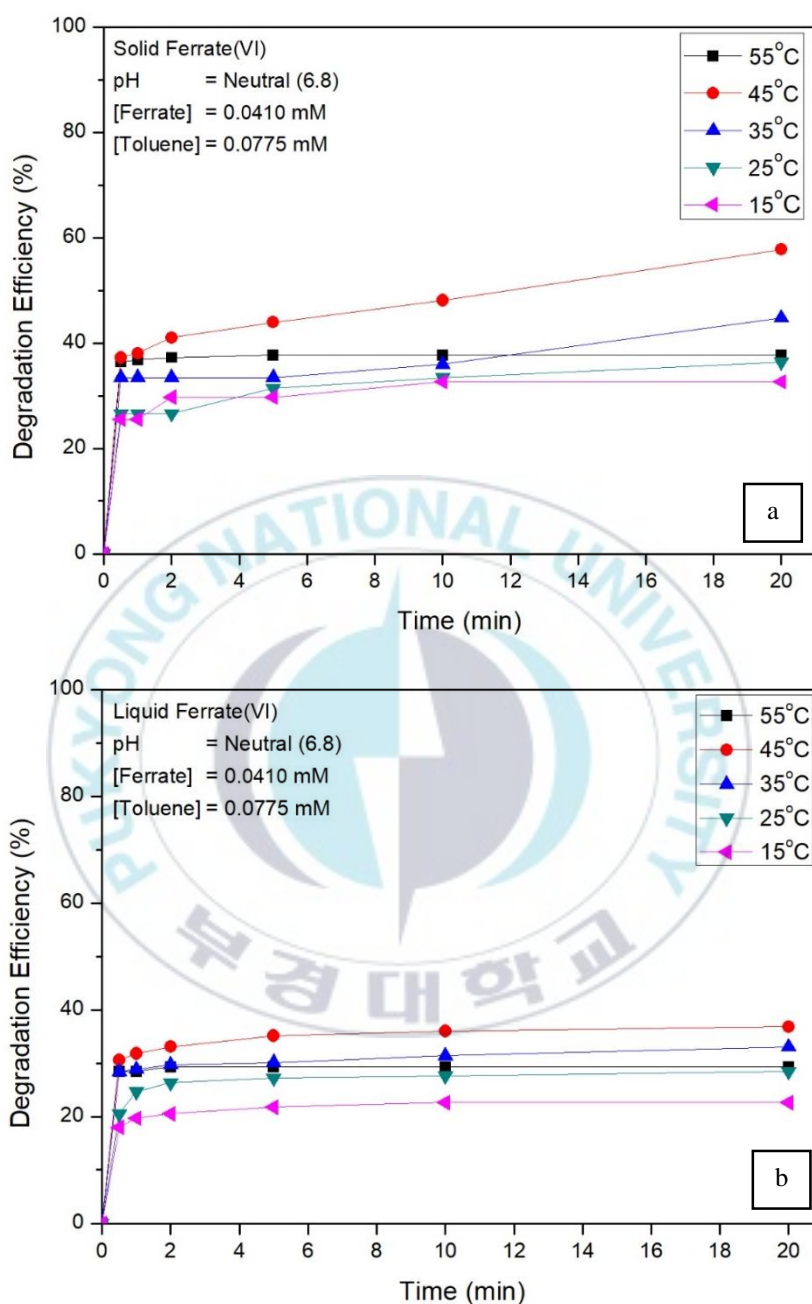 100
80
60
40
20
0
Degradation Efficiency (%)
Solid Ferrate(VI)
pH = Neutral (6.8)
[Ferrate] = 0.0410 mM
[Toluene] = 0.0775 mM
55°C
45°C
35°C
25°C
15°C
a
0 2 4 6 8 10 12 14 16 18 20
Time (min)
PUKYONG NATIONAL UNIVERSITY
100
80
60
40
20
0
Degradation Efficiency (%)
Liquid Ferrate(VI)
pH = Neutral (6.8)
[Ferrate] = 0.0410 mM
[Toluene] = 0.0775 mM
55°C
45°C
35°C
25°C
15°C
부경대학교
b
0 2 4 6 8 10 12 14 16 18 20
Time (min)